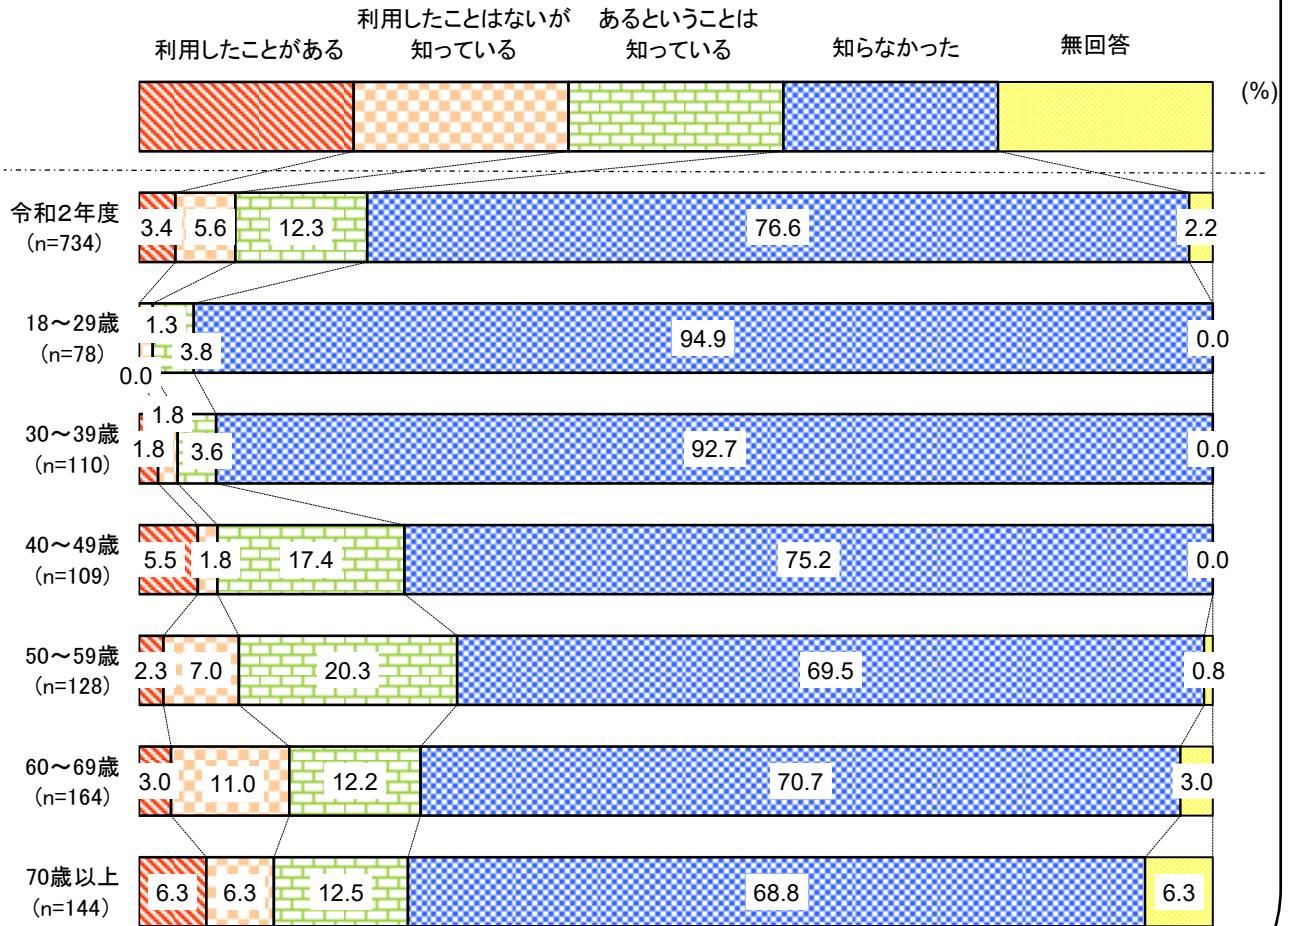 利用したことがある
利用したことはないが
知っている
あるということは
知っている
知らなかった
無回答
(%)
令和２年度
(n=734)
3.4 5.6 12.3 76.6 2.2
18～29歳
(n=78)
0.0 1.3 3.8 94.9 0.0
30～39歳
(n=110)
1.8 1.8 3.6 92.7 0.0
40～49歳
(n=109)
5.5 1.8 17.4 75.2 0.0
50～59歳
(n=128)
2.3 7.0 20.3 69.5 0.8
60～69歳
(n=164)
3.0 11.0 12.2 70.7 3.0
70歳以上
(n=144)
6.3 6.3 12.5 68.8 6.3